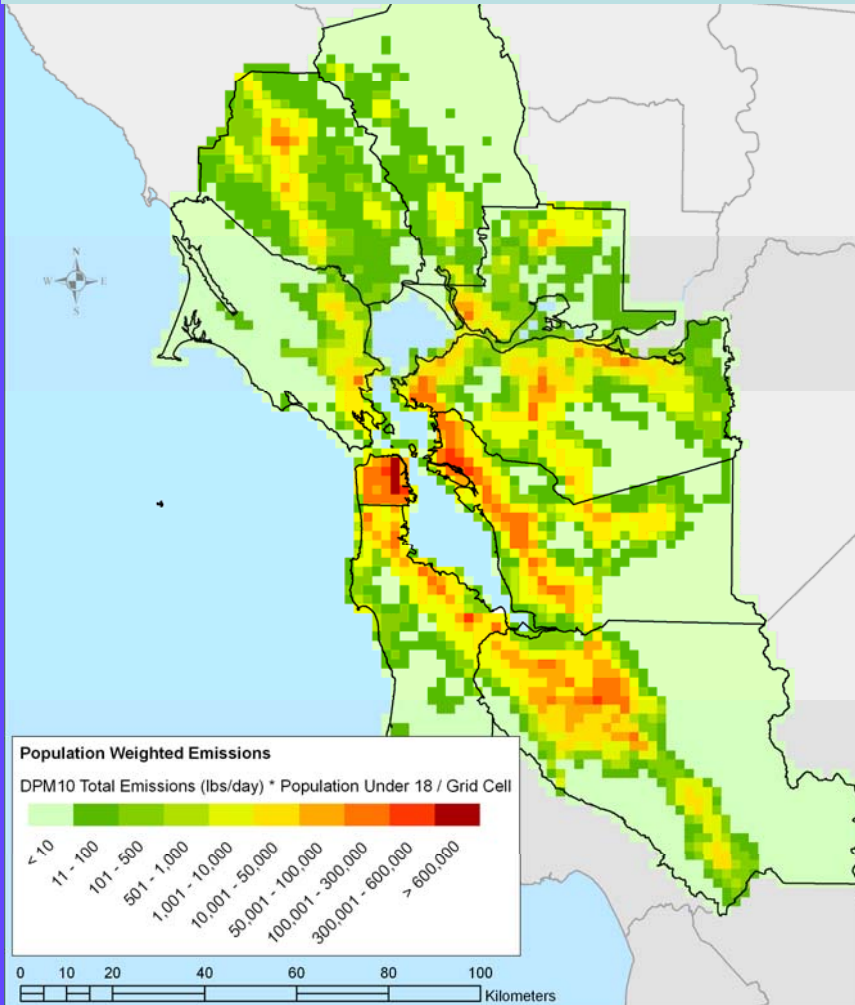 N
W E
S
Population Weighted Emissions
DPM10 Total Emissions (lbs/day) * Population Under 18 / Grid Cell
< 10
11 - 100
101 - 500
501 - 1,000
1,001 - 10,000
10,001 - 50,000
50,001 - 100,000
100,001 - 300,000
300,001 - 600,000
> 600,000
0 10 20 40 60 80 100
Kilometers